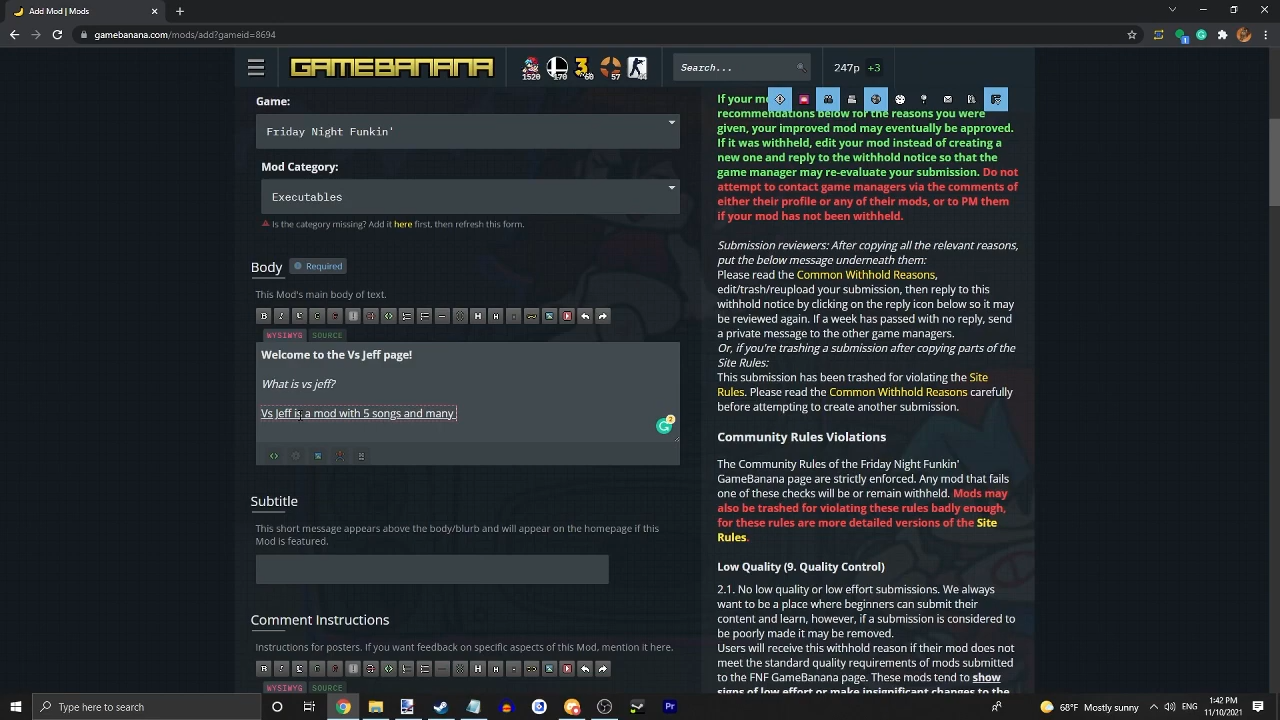 Add Mod | Mods
gamebanana.com/mods/add?gameid=8694
GAMEBANANA
Search...
247p +3
Game:
Friday Night Funkin'
Mod Category:
Executables
Is the category missing? Add it here first, then refresh this form.
Body
Required
This Mod's main body of text.
WYSIWYG SOURCE
Welcome to the Vs Jeff page!
What is vs jeff?
Vs Jeff is a mod with 5 songs and many
Subtitle
This short message appears above the body/blurb and will appear on the homepage if this
Mod is featured.
Comment Instructions
Instructions for posters. If you want feedback on specific aspects of this Mod, mention it here.
WYSIWYG SOURCE
If your m
recommendations below for the reasons you were
given, your improved mod may eventually be approved.
If it was withheld, edit your mod instead of creating a
new one and reply to the withhold notice so that the
game manager may re-evaluate your submission. Do not
attempt to contact game managers via the comments of
either their profile or any of their mods, or to PM them
if your mod has not been withheld.
Submission reviewers: After copying all the relevant reasons,
put the below message underneath them:
Please read the Common Withhold Reasons,
edit/trash/reupload your submission, then reply to this
withhold notice by clicking on the reply icon below so it may
be reviewed again. If a week has passed with no reply, send
a private message to the other game managers.
Or, if you're trashing a submission after copying parts of the
Site Rules:
This submission has been trashed for violating the Site
Rules. Please read the Common Withhold Reasons carefully
before attempting to create another submission.
Community Rules Violations
The Community Rules of the Friday Night Funkin'
GameBanana page are strictly enforced. Any mod that fails
one of these checks will be or remain withheld. Mods may
also be trashed for violating these rules badly enough,
for these rules are more detailed versions of the Site
Rules.
Low Quality (9. Quality Control)
2.1. No low quality or low effort submissions. We always
want to be a place where beginners can submit their
content and learn, however, if a submission is considered to
be poorly made it may be removed.
Users will receive this withhold reason if their mod does not
meet the standard quality requirements of mods submitted
to the FNF GameBanana page. These mods tend to show
signs of low effort or make insignificant changes to the
Type here to search
68°F Mostly sunny
1:42 PM
11/10/2021